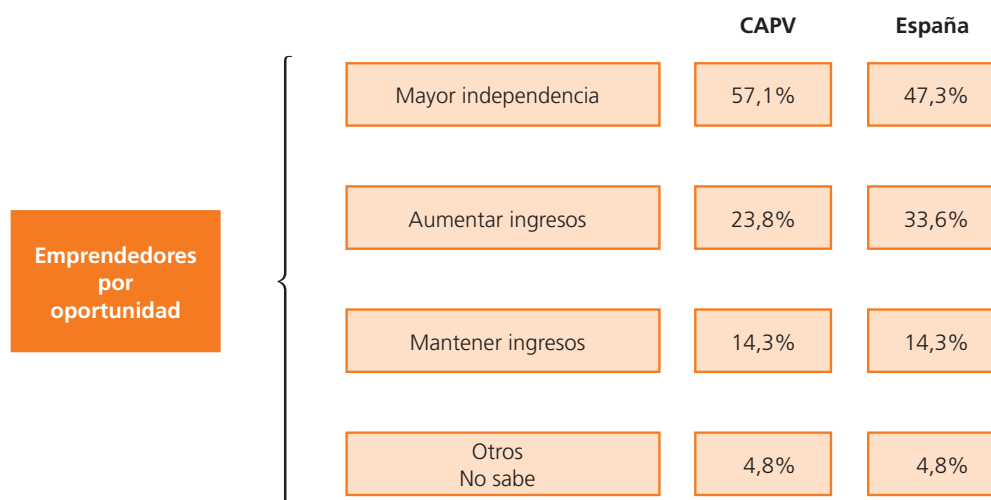 CAPV España
Mayor independencia 57,1% 47,3%
Aumentar ingresos 23,8% 33,6%
Emprendedores
por
oportunidad
Mantener ingresos 14,3% 14,3%
Otros
No sabe 4,8% 4,8%